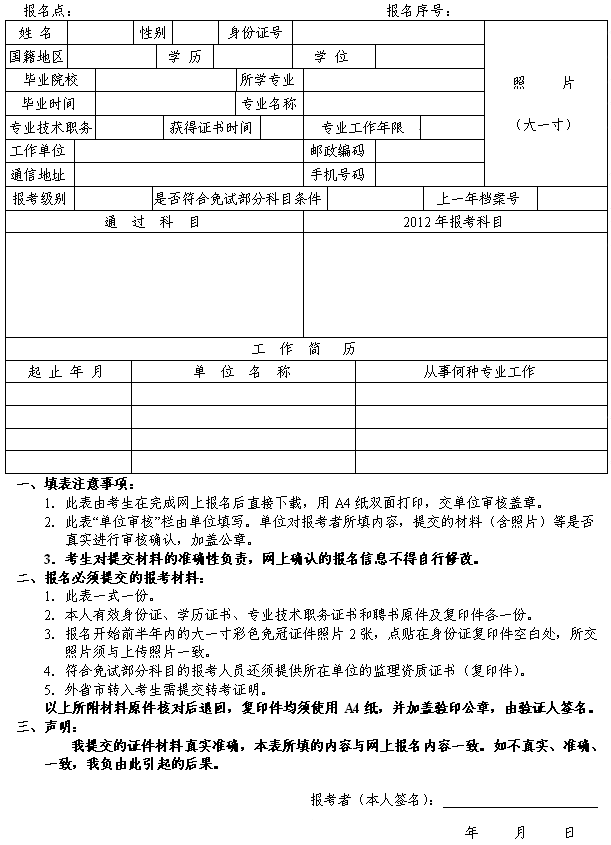 报名点： 报名序号：
姓 名 性别 身份证号
国籍地区 学 历 学 位
照 片
毕业院校 所学专业
毕业时间 专业名称
（大一寸）
专业技术职务 获得证书时间 专业工作年限
工作单位 邮政编码
通信地址 手机号码
报考级别 是否符合免试部分科目条件 上一年档案号
通 过 科 目 2012年报考科目
工 作 简 历
起 止 年 月 单 位 名 称 从事何种专业工作
一、填表注意事项：
1．此表由考生在完成网上报名后直接下载，用A4纸双面打印，交单位审核盖章。
2．此表“单位审核”栏由单位填写。单位对报考者所填内容，提交的材料（含照片）等是否
真实进行审核确认，加盖公章。
3．考生对提交材料的准确性负责，网上确认的报名信息不得自行修改。
二、报名必须提交的报考材料：
1．此表一式一份。
2．本人有效身份证、学历证书、专业技术职务证书和聘书原件及复印件各一份。
3．报名开始前半年内的大一寸彩色免冠证件照片2张，点贴在身份证复印件空白处，所交
照片须与上传照片一致。
4．符合免试部分科目的报考人员还须提供所在单位的监理资质证书（复印件）。
5．外省市转入考生需提交转考证明。
以上所附材料原件核对后退回，复印件均须使用A4纸，并加盖验印公章，由验证人签名。
三、声明：
我提交的证件材料真实准确，本表所填的内容与网上报名内容一致。如不真实、准确、
一致，我负由此引起的后果。
报考者（本人签名）：
年 月 日